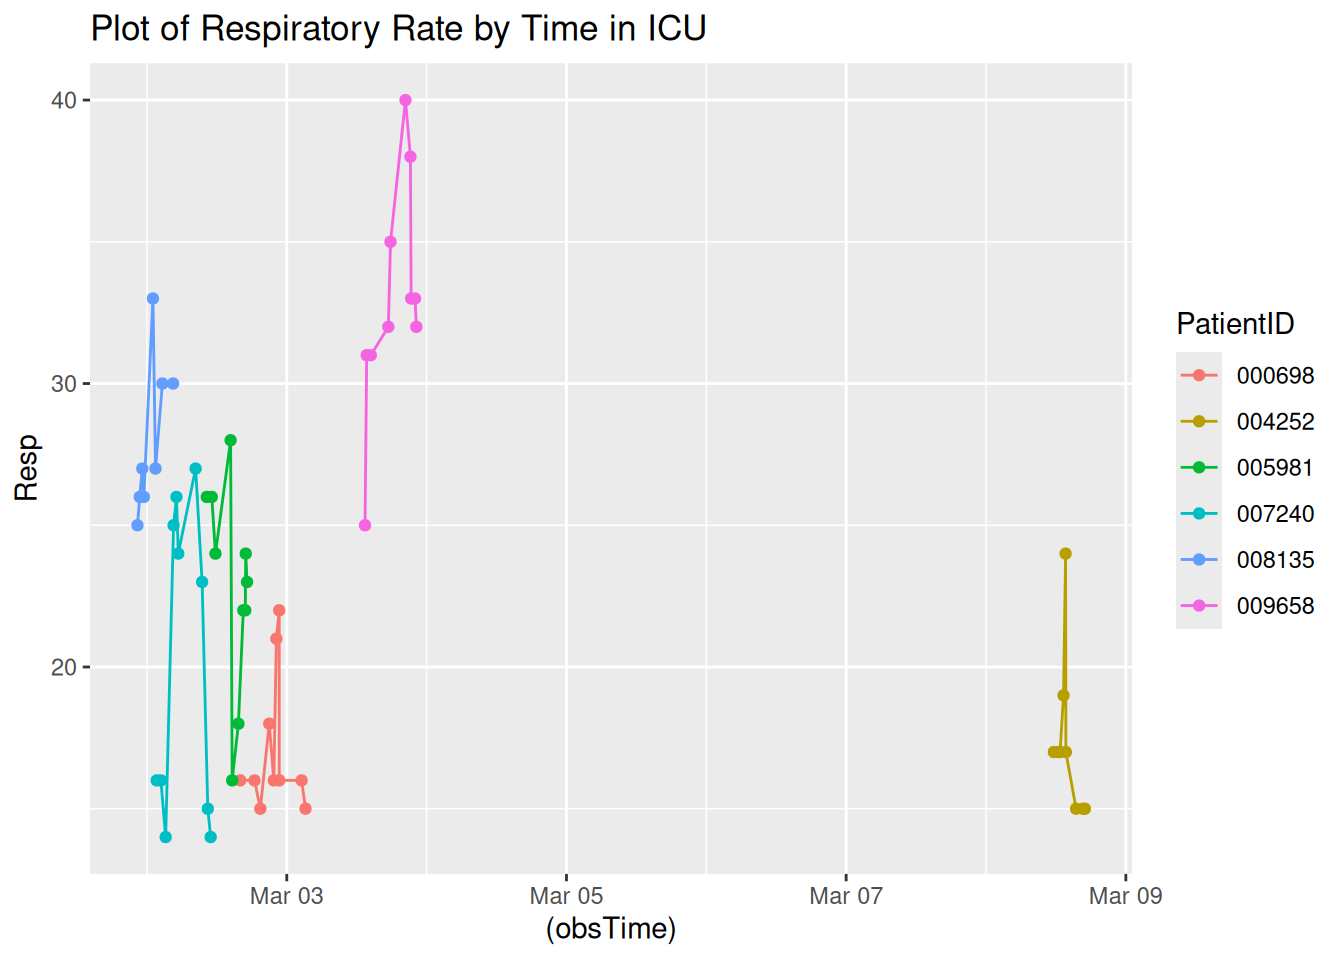 Plot of Respiratory Rate by Time in ICU
40
30
20
Resp
Mar 03
Mar 05
Mar 07
Mar 09
(obsTime)
PatientID
000698
004252
005981
007240
008135
009658